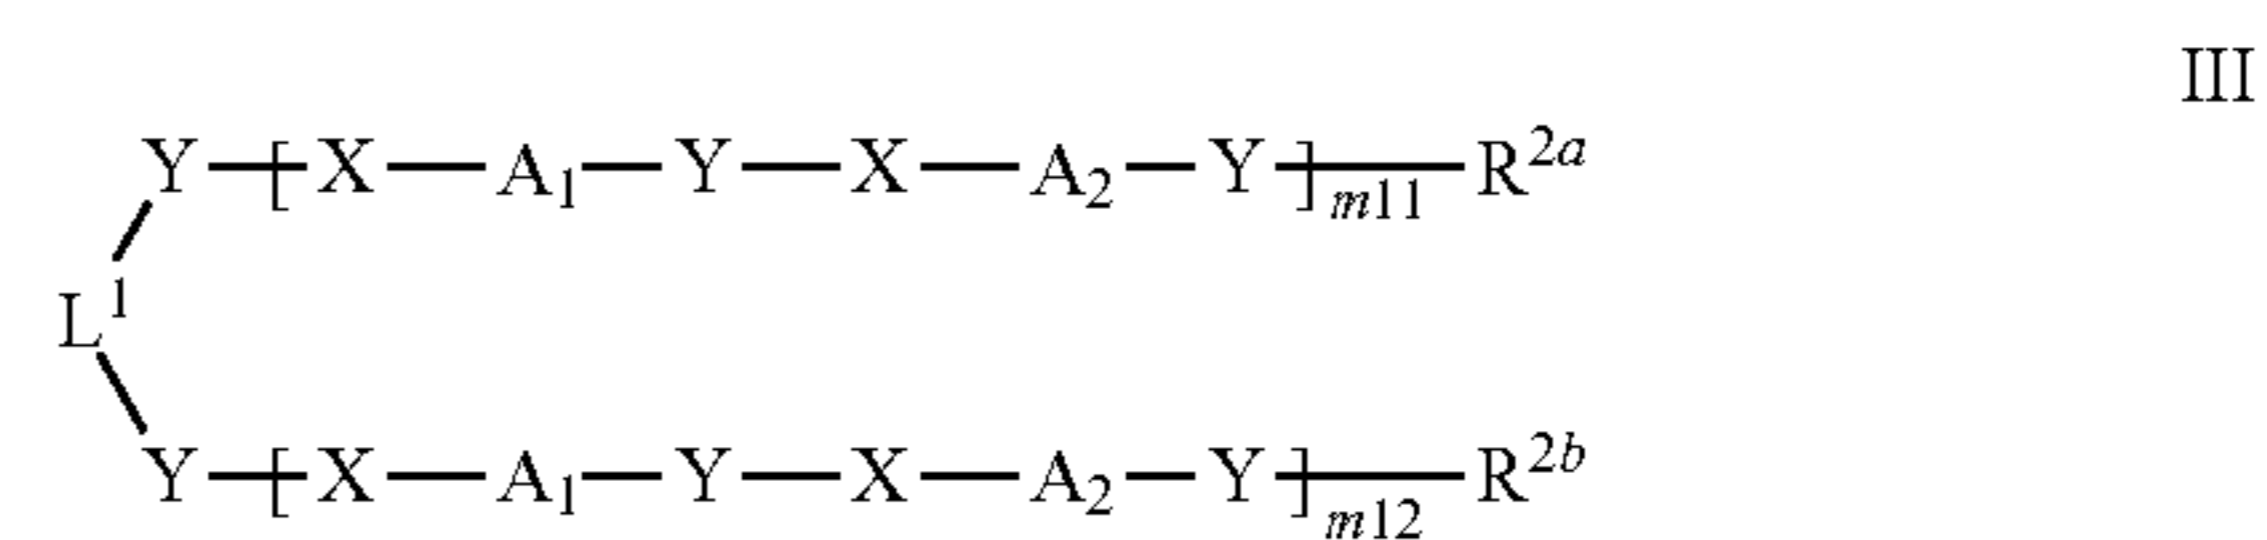 III
Y—[X—A₁—Y—X—A₂—Y]m11—R²ᵃ
L¹
Y—[X—A₁—Y—X—A₂—Y]m12—R²ᵇ